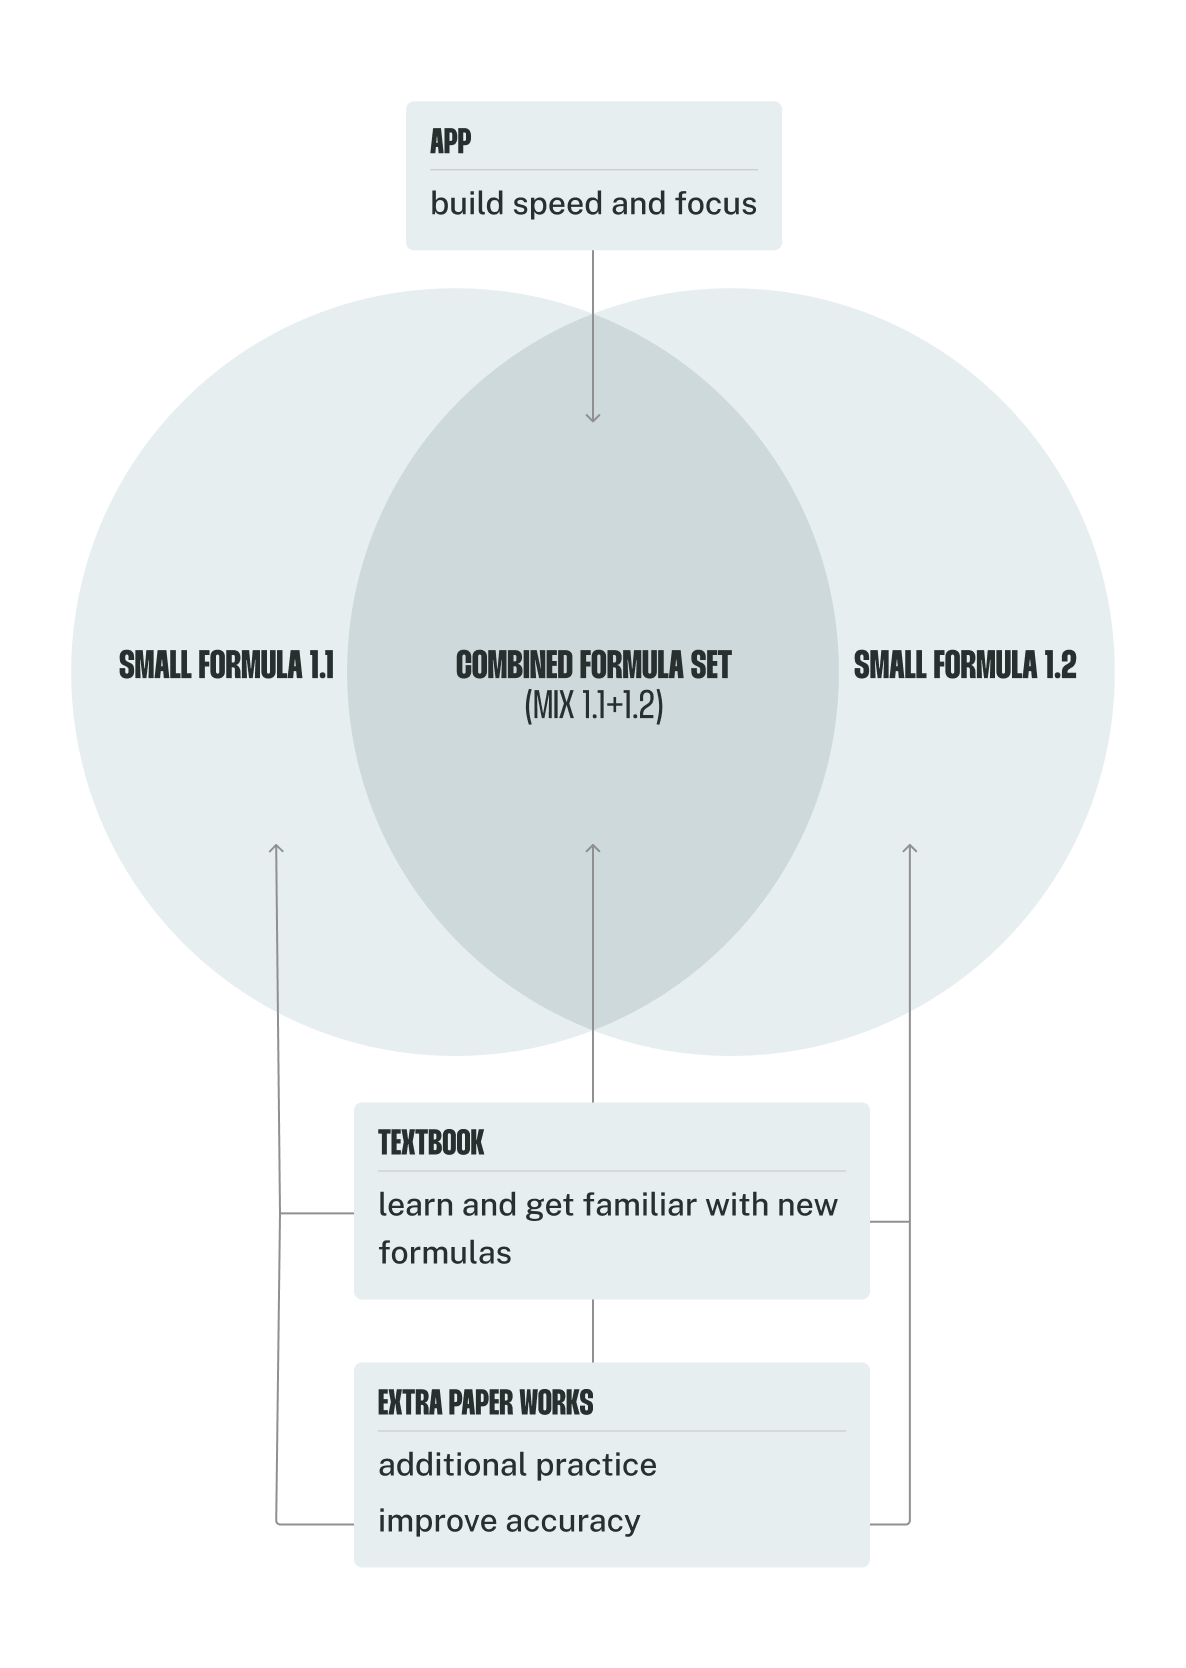 APP
build speed and focus
SMALL FORMULA 1.1
COMBINED FORMULA SET
(MIX 1.1+1.2)
SMALL FORMULA 1.2
TEXTBOOK
learn and get familiar with new
formulas
EXTRA PAPER WORKS
additional practice
improve accuracy